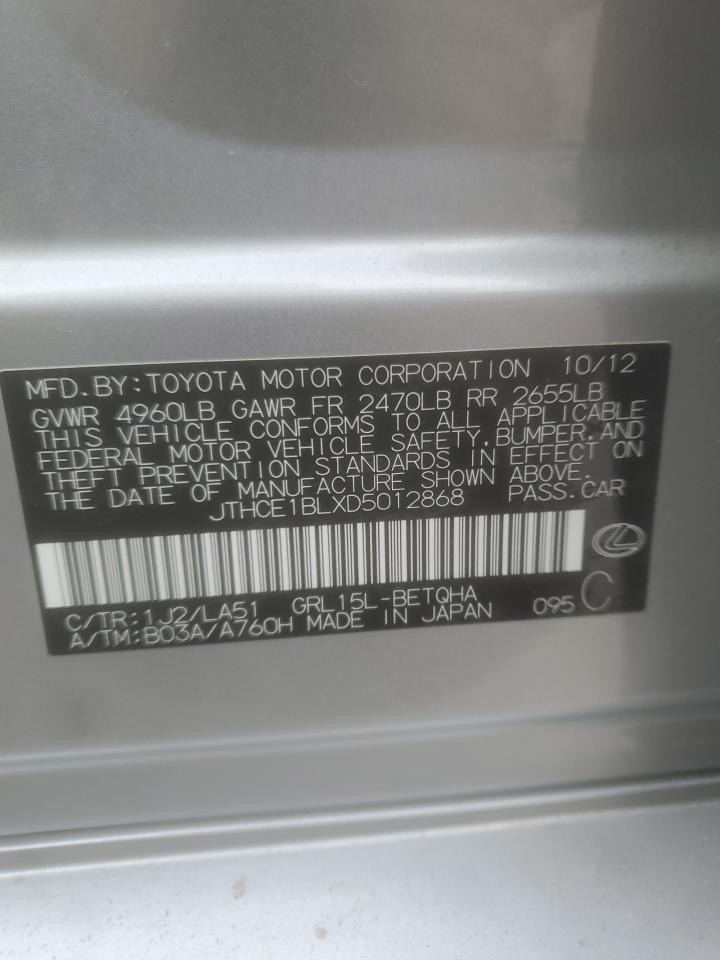 MFD.BY:TOYOTA MOTOR CORPORATION 10/12
GVWR 4960LB GAWR FR 2470LB RR 2655LB
THIS VEHICLE CONFORMS TO ALL APPLICABLE
FEDERAL MOTOR VEHICLE SAFETY,BUMPER,AND
THEFT PREVENTION STANDARDS IN EFFECT ON
THE DATE OF MANUFACTURE SHOWN ABOVE.
JTHCE1BLXD5012868 PASS.CAR
C/TR:1J2/LA51 GRL15L-BETQHA 095 C
A/TM:B03A/A760H MADE IN JAPAN